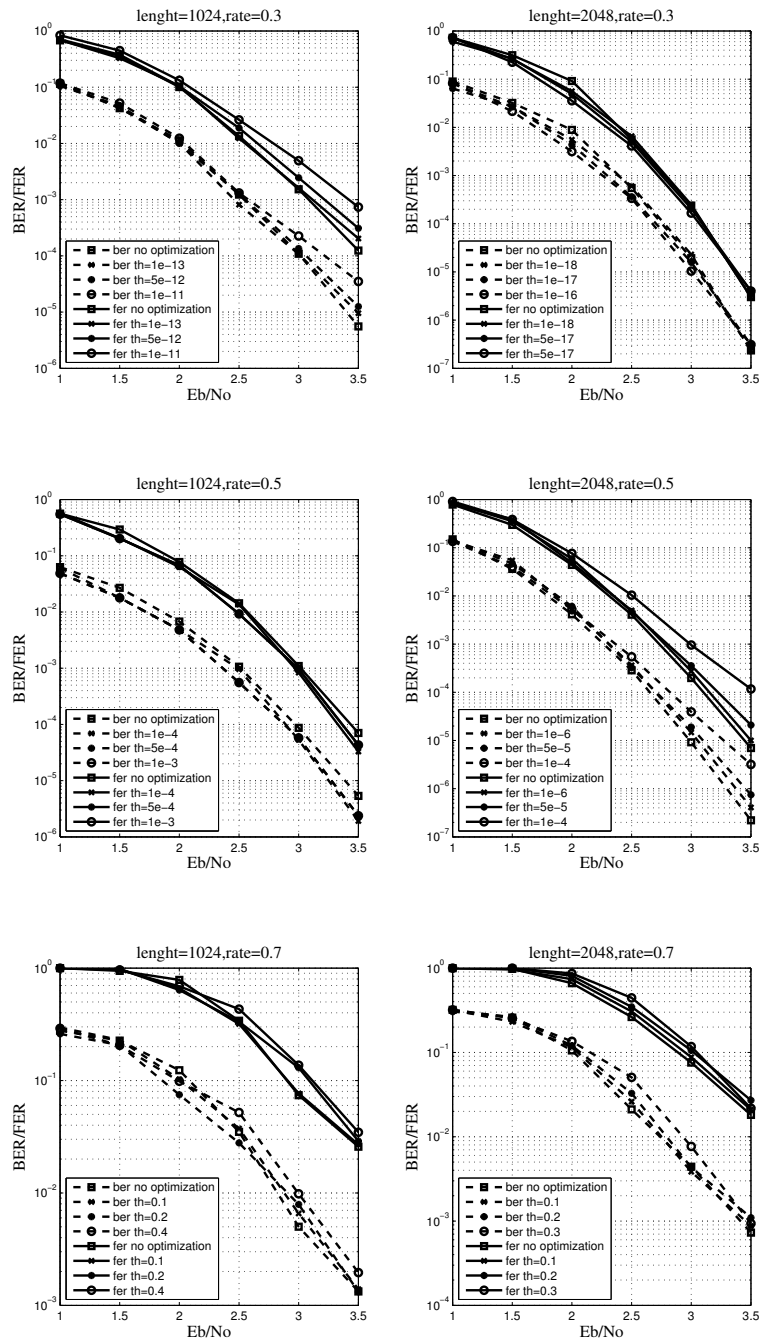 lenght=1024,rate=0.3
10^0
10^−1
10^−2
10^−3
10^−4
10^−5
10^−6
BER/FER
ber no optimization
ber th=1e−13
ber th=5e−12
ber th=1e−11
fer no optimization
fer th=1e−13
fer th=5e−12
fer th=1e−11
1 1.5 2 2.5 3 3.5
Eb/No
lenght=2048,rate=0.3
10^0
10^−1
10^−2
10^−3
10^−4
10^−5
10^−6
10^−7
BER/FER
ber no optimization
ber th=1e−18
ber th=1e−17
ber th=1e−16
fer no optimization
fer th=1e−18
fer th=5e−17
fer th=5e−17
1 1.5 2 2.5 3 3.5
Eb/No
lenght=1024,rate=0.5
10^0
10^−1
10^−2
10^−3
10^−4
10^−5
10^−6
BER/FER
ber no optimization
ber th=1e−4
ber th=5e−4
ber th=1e−3
fer no optimization
fer th=1e−4
fer th=5e−4
fer th=1e−3
1 1.5 2 2.5 3 3.5
Eb/No
lenght=2048,rate=0.5
10^0
10^−1
10^−2
10^−3
10^−4
10^−5
10^−6
10^−7
BER/FER
ber no optimization
ber th=1e−6
ber th=5e−5
ber th=1e−4
fer no optimization
fer th=1e−6
fer th=5e−5
fer th=1e−4
1 1.5 2 2.5 3 3.5
Eb/No
lenght=1024,rate=0.7
10^0
10^−1
10^−2
10^−3
BER/FER
ber no optimization
ber th=0.1
ber th=0.2
ber th=0.4
fer no optimization
fer th=0.1
fer th=0.2
fer th=0.4
1 1.5 2 2.5 3 3.5
Eb/No
lenght=2048,rate=0.7
10^0
10^−1
10^−2
10^−3
10^−4
BER/FER
ber no optimization
ber th=0.1
ber th=0.2
ber th=0.3
fer no optimization
fer th=0.1
fer th=0.2
fer th=0.3
1 1.5 2 2.5 3 3.5
Eb/No